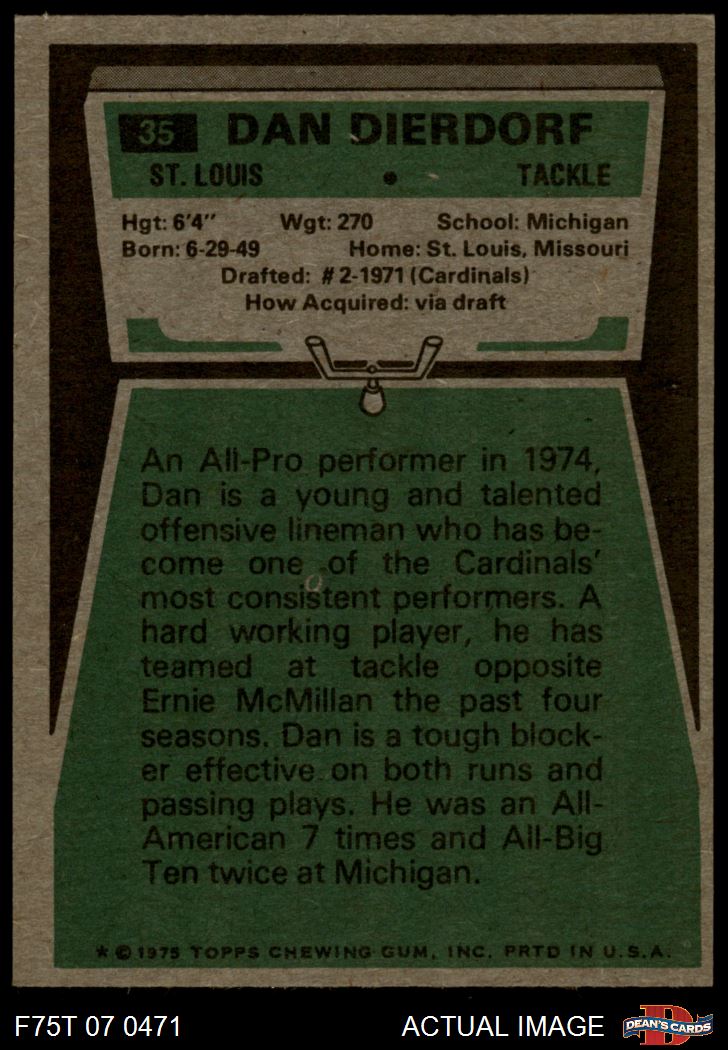 35 DAN DIERDORF
ST. LOUIS • TACKLE
Hgt: 6'4" Wgt: 270 School: Michigan
Born: 6-29-49 Home: St. Louis, Missouri
Drafted: #2-1971 (Cardinals)
How Acquired: via draft
An All-Pro performer in 1974,
Dan is a young and talented
offensive lineman who has be-
come one of the Cardinals'
most consistent performers. A
hard working player, he has
teamed at tackle opposite
Ernie McMillan the past four
seasons. Dan is a tough block-
er effective on both runs and
passing plays. He was an All-
American 7 times and All-Big
Ten twice at Michigan.
* © 1975 TOPPS CHEWING GUM, INC. PRTD IN U.S.A.
F75T 07 0471 ACTUAL IMAGE DEAN'S CARDS